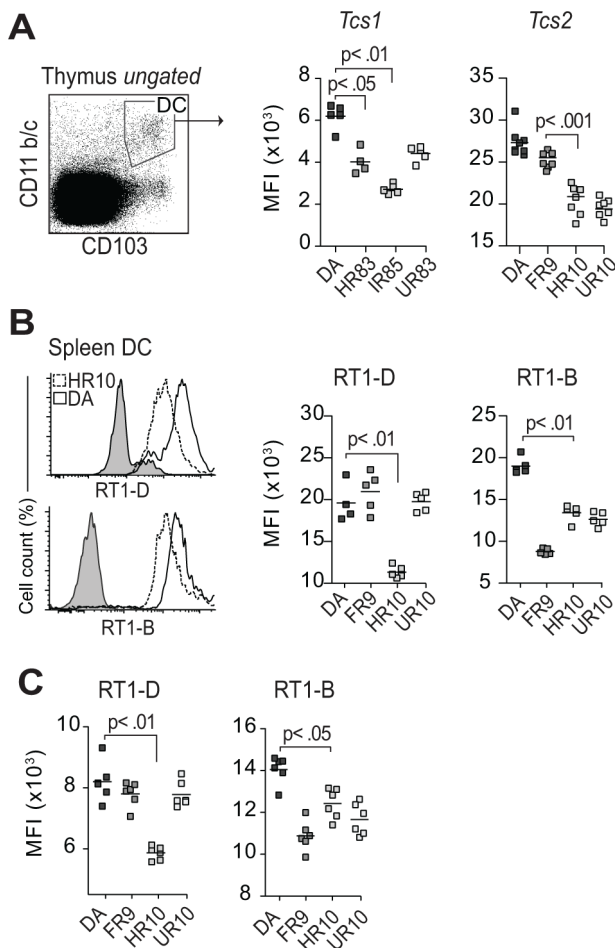 A
Thymus ungated
DC
CD11 b/c
CD103
Tcs1
p< .01
p< .05
MFI (x10³)
8
6
4
2
0
DA
HR83
IR85
UR83
Tcs2
p< .001
35
30
25
20
15
DA
FR9
HR10
UR10
B
Spleen DC
HR10
DA
RT1-D
Cell count (%)
RT1-B
RT1-D
p< .01
MFI (x10³)
30
25
20
15
10
DA
FR9
HR10
UR10
RT1-B
p< .01
25
20
15
10
5
DA
FR9
HR10
UR10
C
RT1-D
p< .01
MFI (x10³)
10
8
6
DA
FR9
HR10
UR10
RT1-B
p< .05
16
14
12
10
8
DA
FR9
HR10
UR10